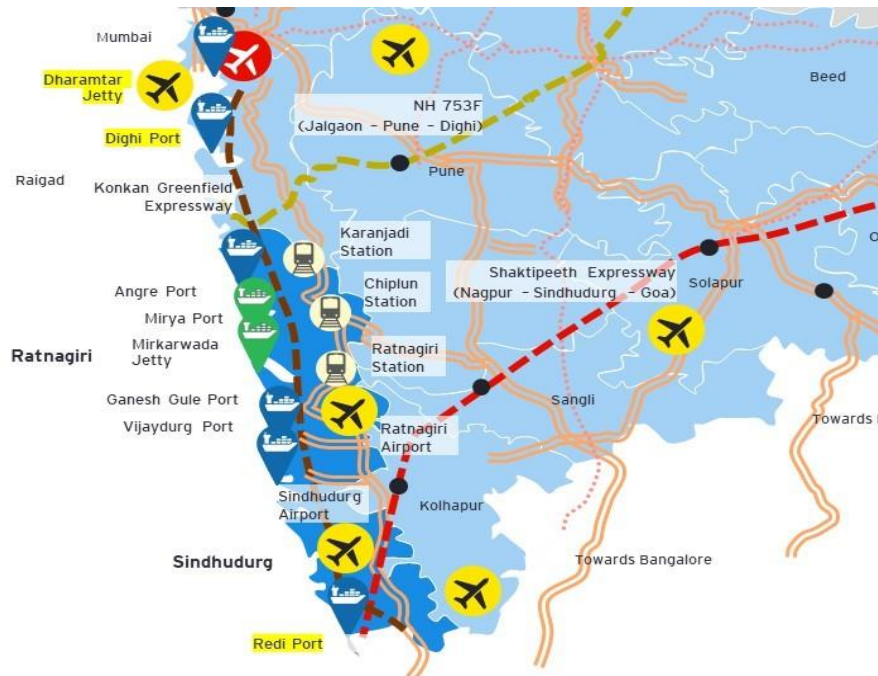 Mumbai
Dharamtar
Jetty
Beed
NH 753F
(Jalgaon - Pune - Dighi)
Dighi Port
Pune
Raigad
Konkan Greenfield
Expressway
Karanjadi
Station
Shaktipeeth Expressway
(Nagpur - Sindhudurg - Goa)
Solapur
Chiplun
Station
Angre Port
Mirya Port
Mirkarwada
Jetty
Ratnagiri
Ratnagiri
Station
Ganesh Gule Port
Vijaydurg Port
Sangli
Ratnagiri
Airport
Towards
Sindhudurg
Airport
Kolhapur
Sindhudurg
Towards Bangalore
Redi Port